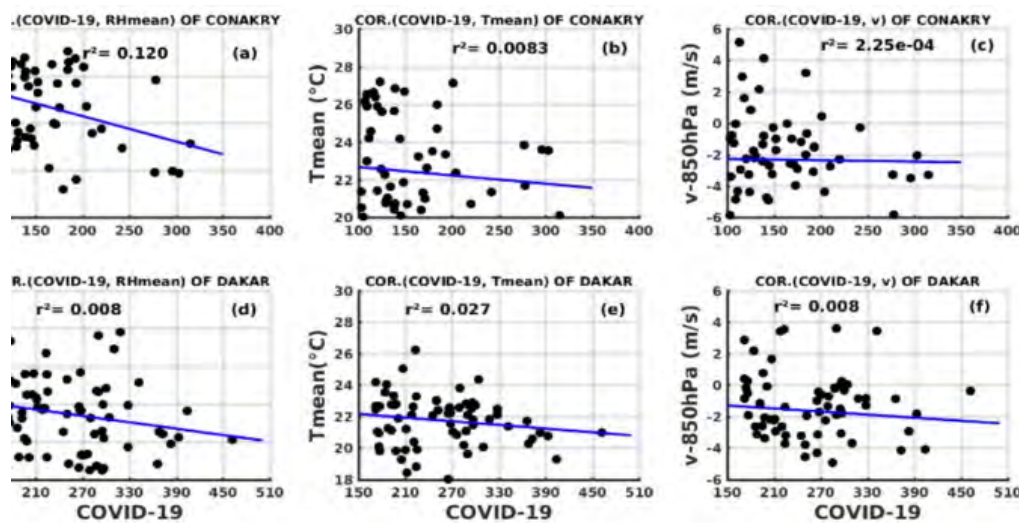 .(COVID-19, RHmean) OF CONAKRY
r²= 0.120 (a)
150 200 250 300 350 400
COR.(COVID-19, Tmean) OF CONAKRY
r²= 0.0083
(b)
Tmean (°C)
30
28
26
24
22
20
100 150 200 250 300 350 400
COR.(COVID-19, v) OF CONAKRY
r²= 2.25e-04 (c)
v-850hPa (m/s)
6
4
2
0
-2
-4
-6
100 150 200 250 300 350 400
R.(COVID-19, RHmean) OF DAKAR
r²= 0.008 (d)
210 270 330 390 450 510
COVID-19
COR.(COVID-19, Tmean) OF DAKAR
r²= 0.027 (e)
Tmean(°C)
30
28
26
24
22
20
18
150 210 270 330 390 450 510
COVID-19
COR.(COVID-19, v) OF DAKAR
r²= 0.008 (f)
v-850hPa (m/s)
6
4
2
0
-2
-4
-6
150 210 270 330 390 450 510
COVID-19